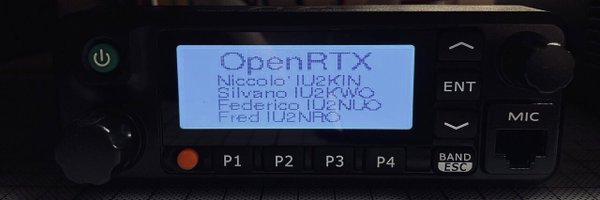 OpenRTX
Niccolo' IU2KIN
Silvano IU2KWO
Federico IU2NUO
Fred IU2NRO
ENT
MIC
P1 P2 P3 P4
BAND
ESC